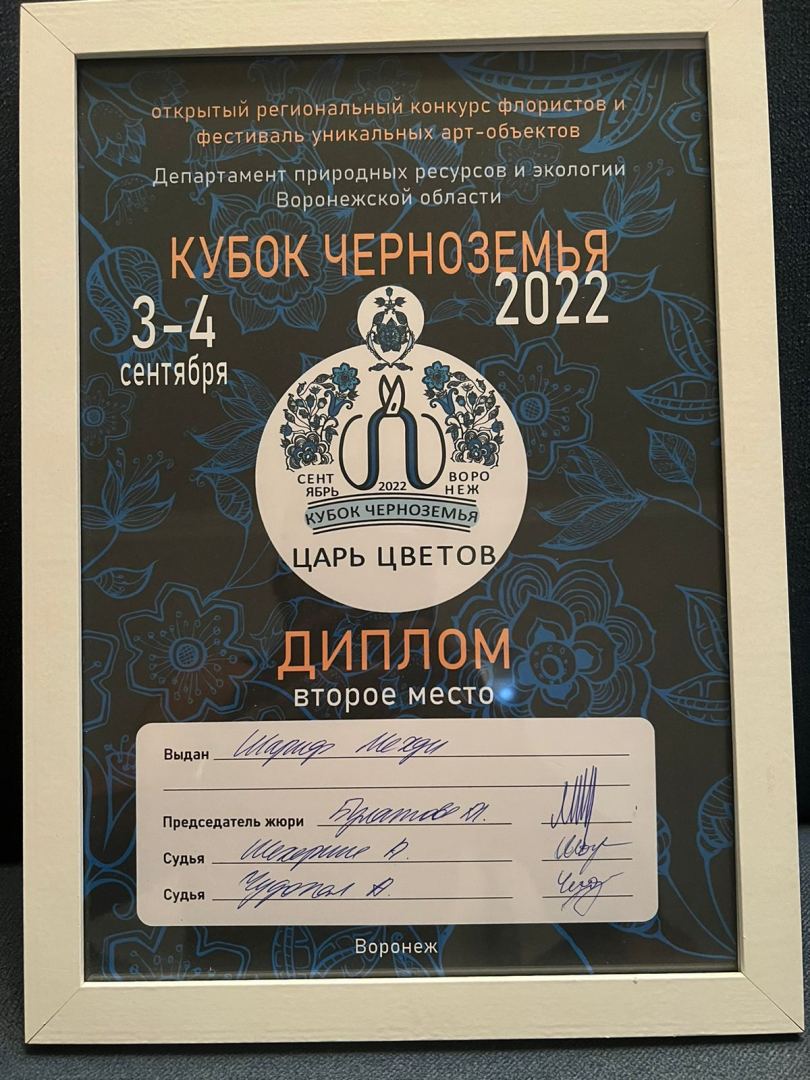 открытый региональный конкурс флористов и
фестиваль уникальных арт-объектов
Департамент природных ресурсов и экологии
Воронежской области
КУБОК ЧЕРНОЗЕМЬЯ
2022
3-4
сентября
СЕНТ
ЯБРЬ
2022
ВОРО
НЕЖ
КУБОК ЧЕРНОЗЕМЬЯ
ЦАРЬ ЦВЕТОВ
ДИПЛОМ
второе место
Выдан Шариф Мехди
Председатель жюри
Судья
Судья
Воронеж